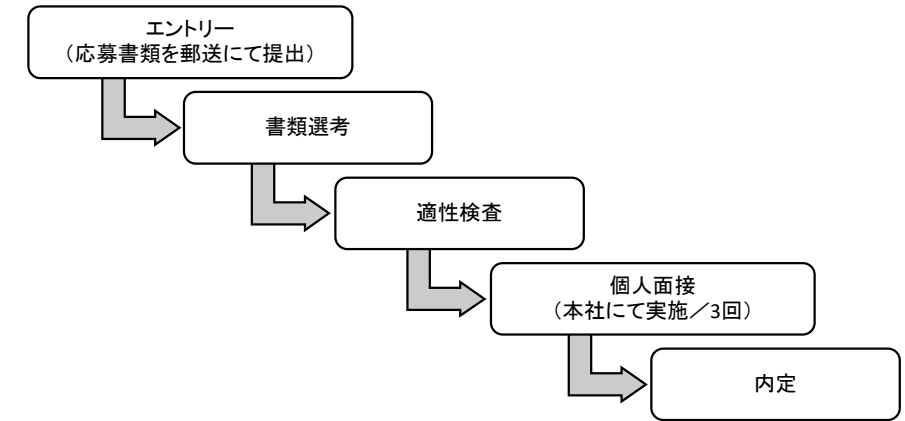 エントリー
（応募書類を郵送にて提出）
書類選考
適性検査
個人面接
（本社にて実施／3回）
内定